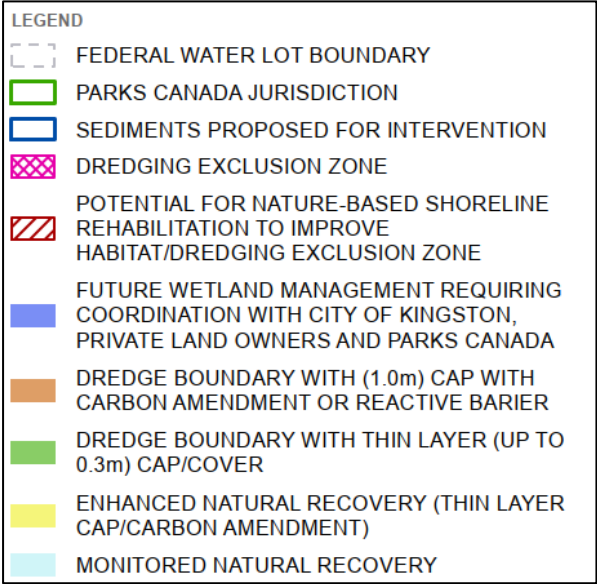 LEGEND
FEDERAL WATER LOT BOUNDARY
PARKS CANADA JURISDICTION
SEDIMENTS PROPOSED FOR INTERVENTION
DREDGING EXCLUSION ZONE
POTENTIAL FOR NATURE-BASED SHORELINE
REHABILITATION TO IMPROVE
HABITAT/DREDGING EXCLUSION ZONE
FUTURE WETLAND MANAGEMENT REQUIRING
COORDINATION WITH CITY OF KINGSTON,
PRIVATE LAND OWNERS AND PARKS CANADA
DREDGE BOUNDARY WITH (1.0m) CAP WITH
CARBON AMENDMENT OR REACTIVE BARIER
DREDGE BOUNDARY WITH THIN LAYER (UP TO
0.3m) CAP/COVER
ENHANCED NATURAL RECOVERY (THIN LAYER
CAP/CARBON AMENDMENT)
MONITORED NATURAL RECOVERY